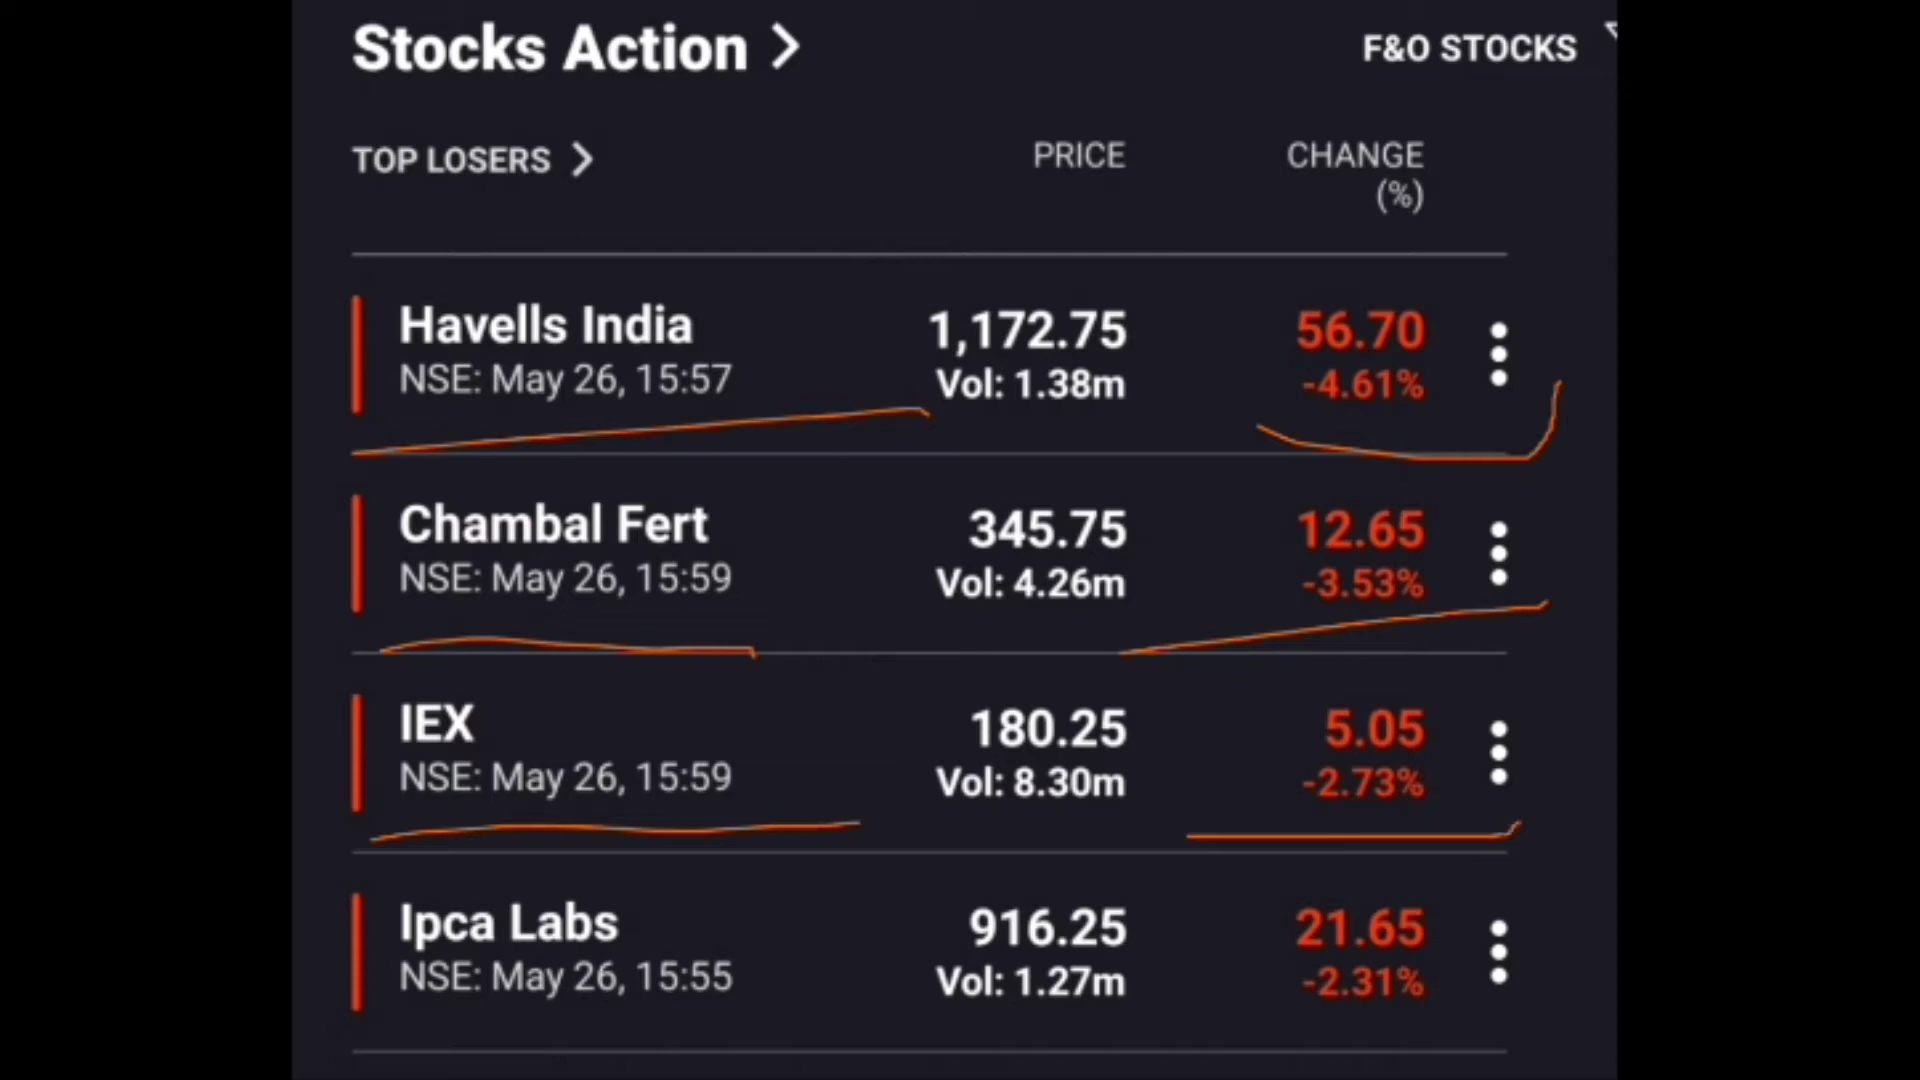 Stocks Action >
F&O STOCKS
TOP LOSERS >
PRICE
CHANGE
(%)
Havells India
1,172.75
56.70
NSE: May 26, 15:57
Vol: 1.38m
-4.61%
Chambal Fert
345.75
12.65
NSE: May 26, 15:59
Vol: 4.26m
-3.53%
IEX
180.25
5.05
NSE: May 26, 15:59
Vol: 8.30m
-2.73%
Ipca Labs
916.25
21.65
NSE: May 26, 15:55
Vol: 1.27m
-2.31%